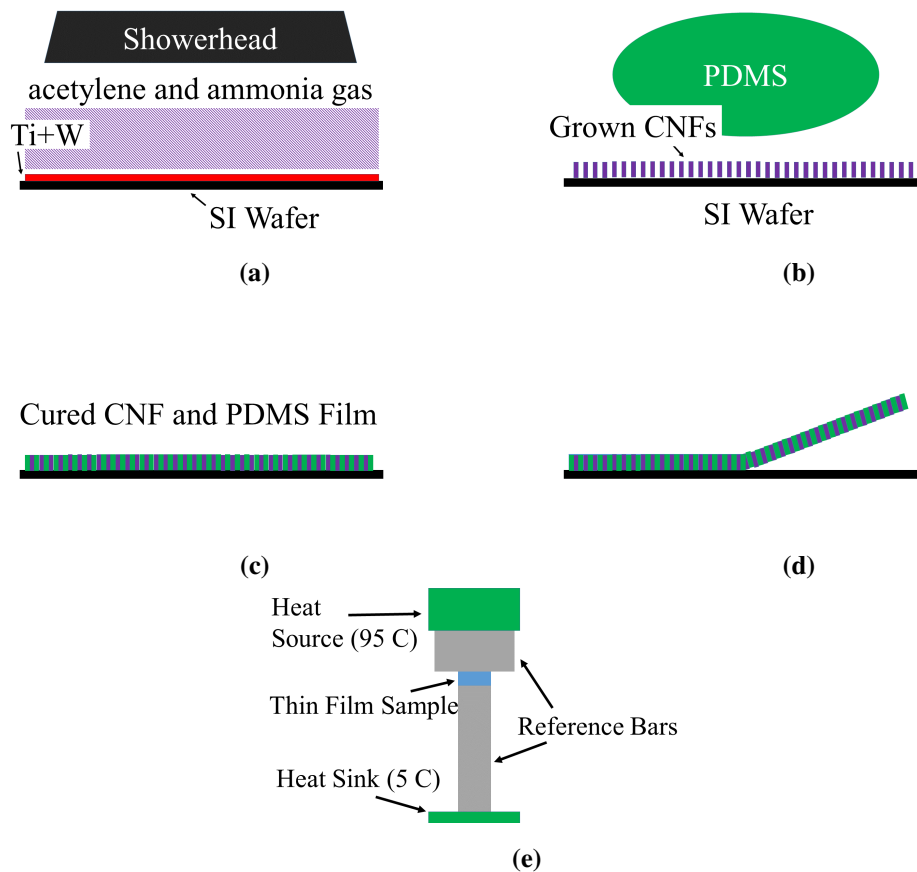 Showerhead
acetylene and ammonia gas
Ti+W
SI Wafer
(a)
PDMS
Grown CNFs
SI Wafer
(b)
Cured CNF and PDMS Film
(c)
(d)
Heat
Source (95 C)
Thin Film Sample
Reference Bars
Heat Sink (5 C)
(e)